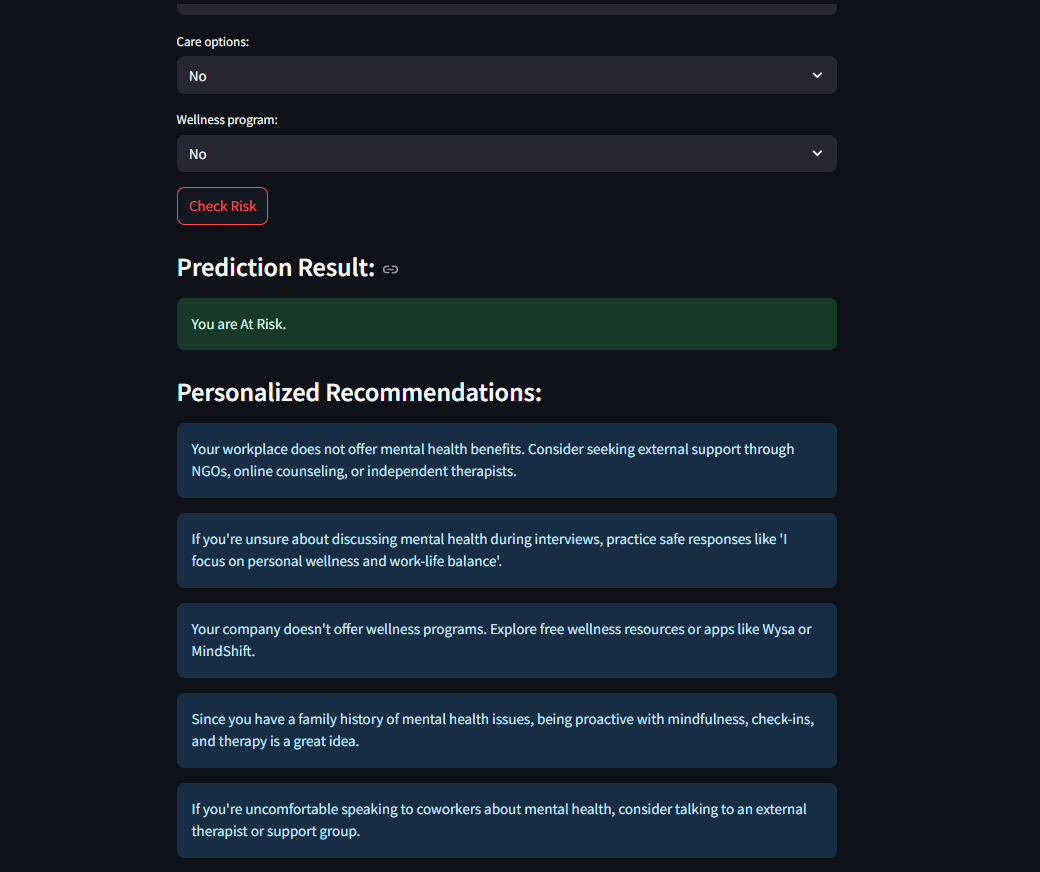 Care options:
No
Wellness program:
No
Check Risk
Prediction Result:
You are At Risk.
Personalized Recommendations:
Your workplace does not offer mental health benefits. Consider seeking external support through
NGOs, online counseling, or independent therapists.
If you're unsure about discussing mental health during interviews, practice safe responses like 'I
focus on personal wellness and work-life balance'.
Your company doesn't offer wellness programs. Explore free wellness resources or apps like Wysa or
MindShift.
Since you have a family history of mental health issues, being proactive with mindfulness, check-ins,
and therapy is a great idea.
If you're uncomfortable speaking to coworkers about mental health, consider talking to an external
therapist or support group.